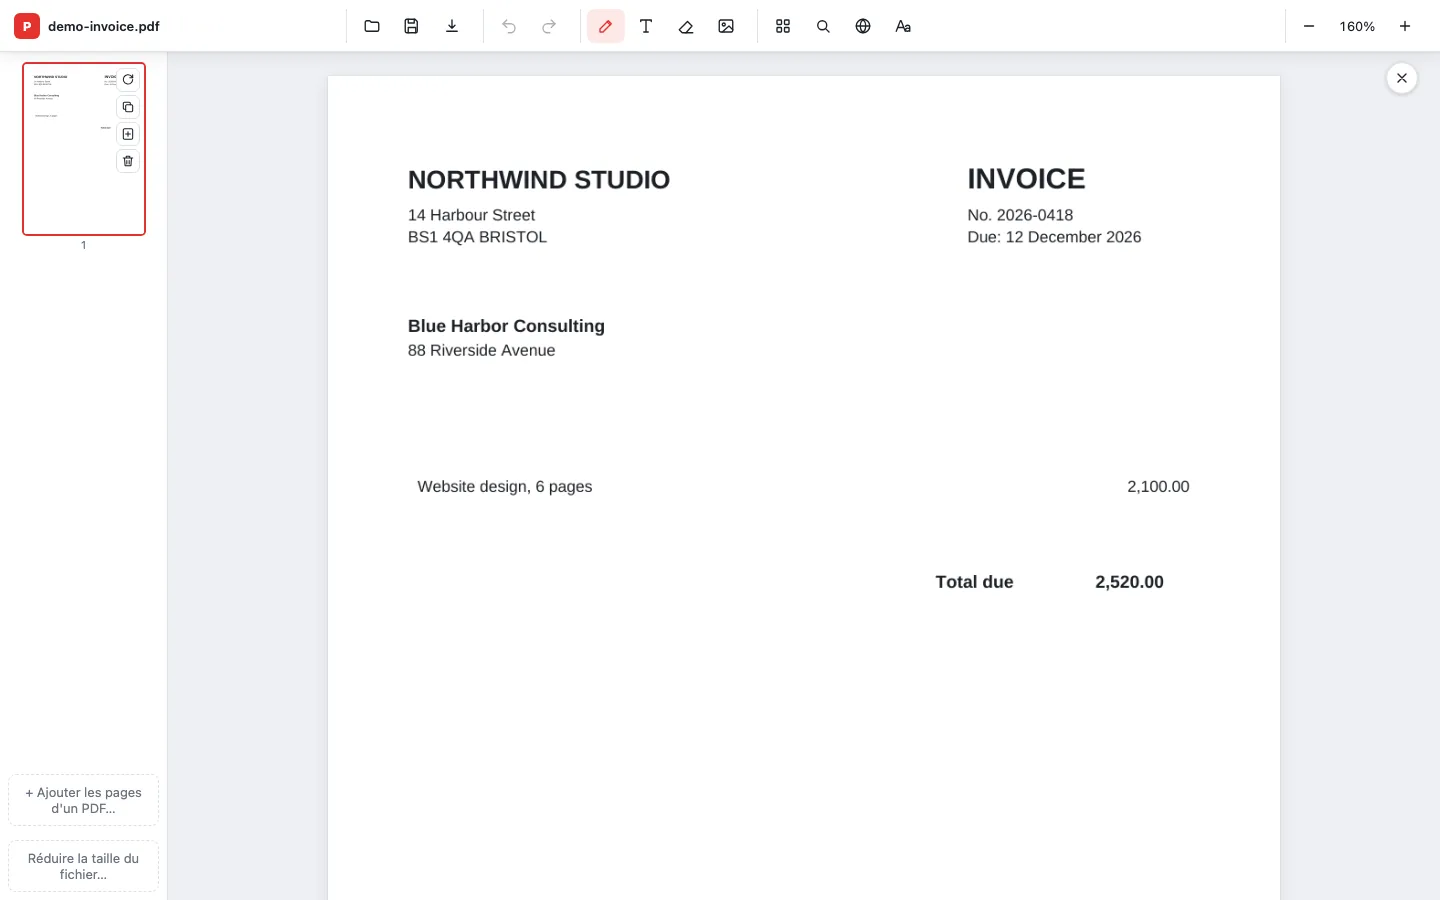 P demo-invoice.pdf
160%
1
+ Ajouter les pages
d'un PDF...
Réduire la taille du
fichier...
NORTHWIND STUDIO
14 Harbour Street
BS1 4QA BRISTOL
INVOICE
No. 2026-0418
Due: 12 December 2026
Blue Harbor Consulting
88 Riverside Avenue
Website design, 6 pages 2,100.00
Total due 2,520.00